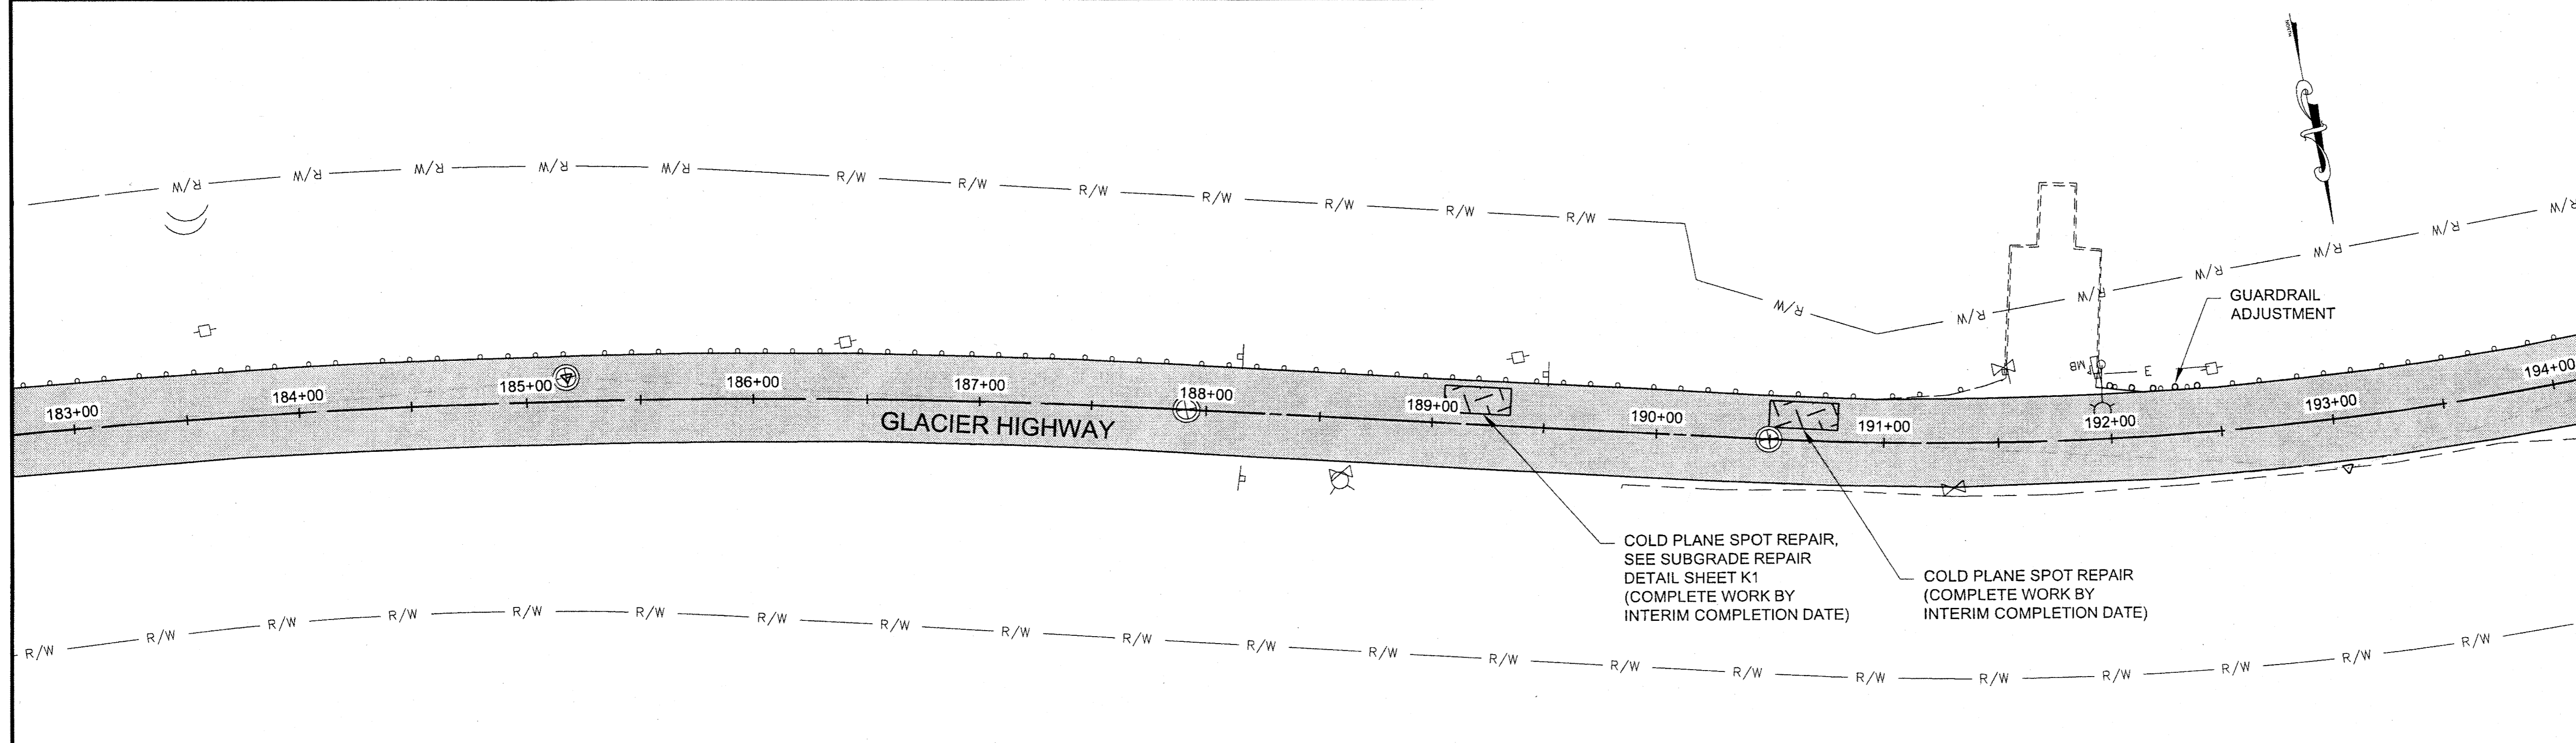 NORTH
R/W R/W R/W R/W R/W R/W R/W R/W R/W R/W R/W R/W
R/W R/W R/W R/W R/W R/W R/W
GUARDRAIL
ADJUSTMENT
MB E
183+00 184+00 185+00 186+00 187+00 188+00 189+00 190+00 191+00 192+00 193+00 194+00
GLACIER HIGHWAY
COLD PLANE SPOT REPAIR,
SEE SUBGRADE REPAIR
DETAIL SHEET K1
(COMPLETE WORK BY
INTERIM COMPLETION DATE)
COLD PLANE SPOT REPAIR
(COMPLETE WORK BY
INTERIM COMPLETION DATE)
R/W R/W R/W R/W R/W R/W R/W R/W R/W R/W R/W R/W R/W R/W R/W R/W R/W R/W R/W R/W R/W